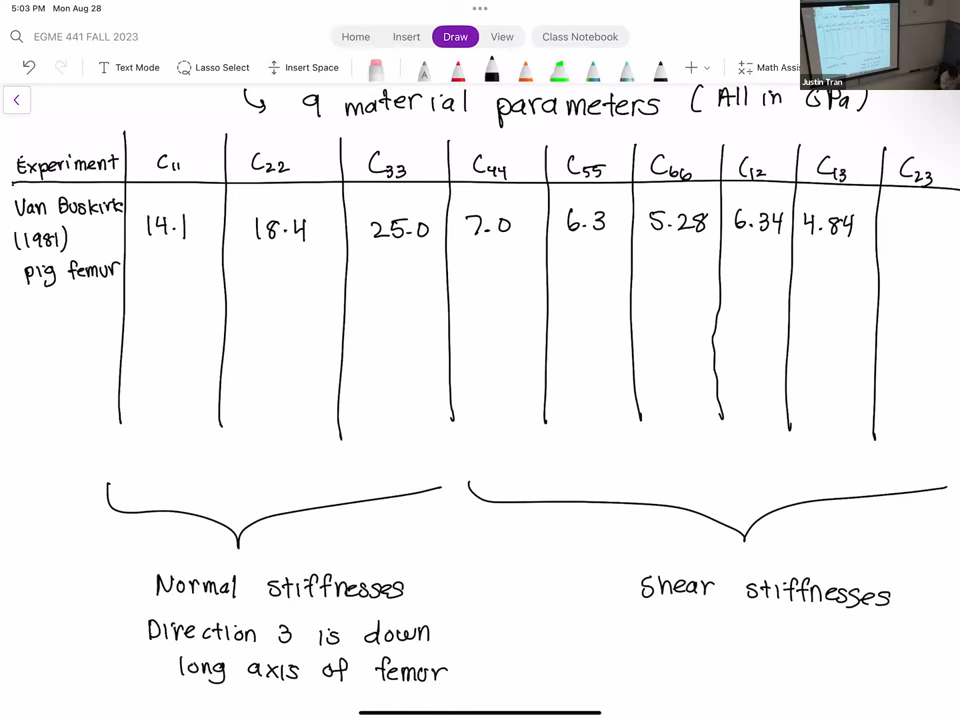 5:03 PM Mon Aug 28
EGME 441 FALL 2023
Home Insert Draw View Class Notebook
Text Mode Lasso Select Insert Space Math Assis
Justin Tran
↳ 9 material parameters (All in GPa)
Experiment C11 C22 C33 C44 C55 C66 C12 C13 C23
Van Buskirk 14.1 18.4 25.0 7.0 6.3 5.28 6.34 4.84
(1981)
pig femur
Normal stiffnesses
Shear stiffnesses
Direction 3 is down
long axis of femur